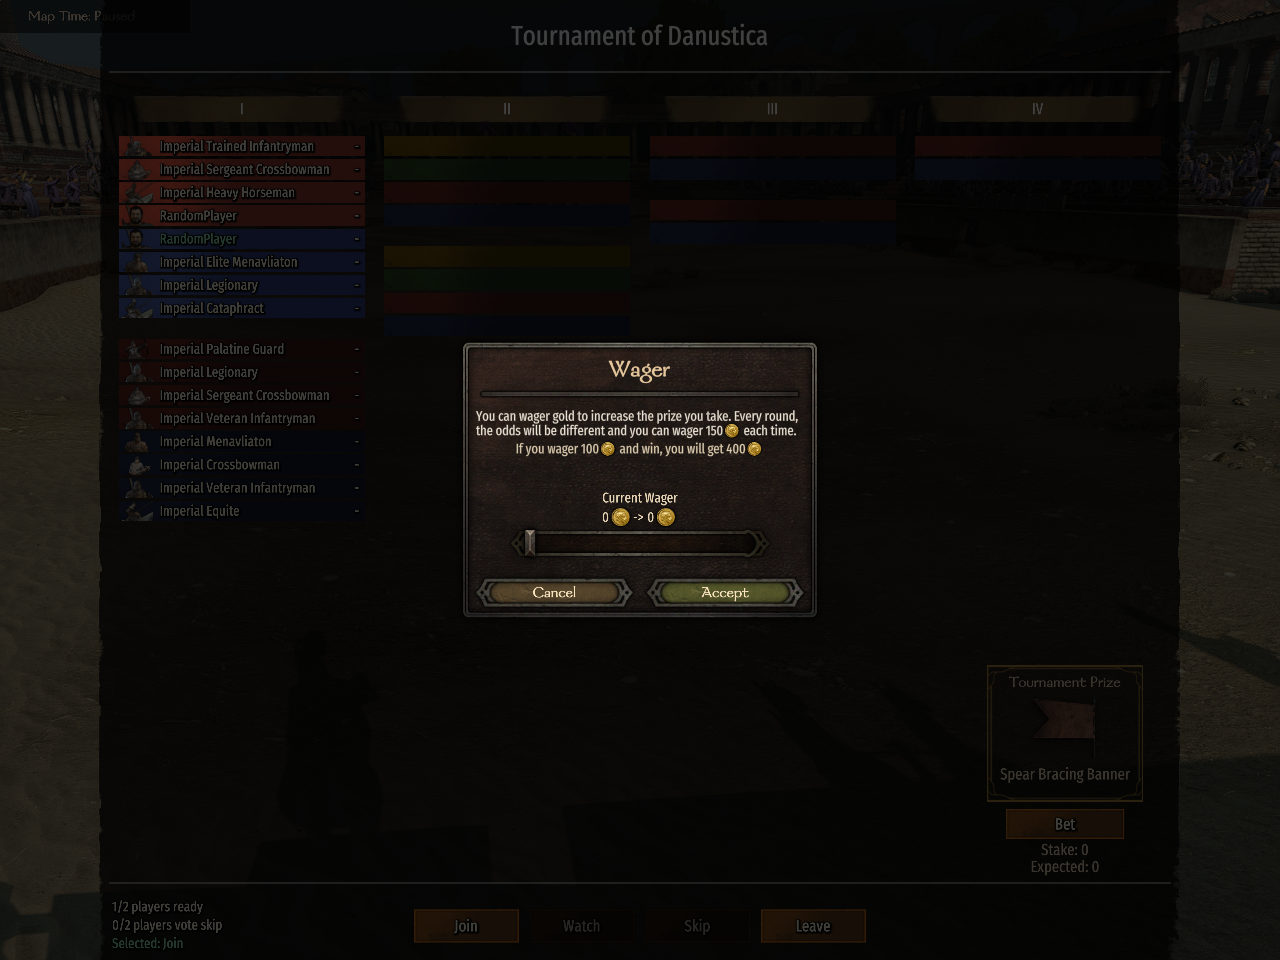 Map Time: Paused
Tournament of Danustica
I
II
III
IV
Imperial Trained Infantryman -
Imperial Sergeant Crossbowman -
Imperial Heavy Horseman -
RandomPlayer -
RandomPlayer -
Imperial Elite Menavliaton -
Imperial Legionary -
Imperial Cataphract -
Imperial Palatine Guard -
Imperial Legionary -
Imperial Sergeant Crossbowman -
Imperial Veteran Infantryman -
Imperial Menavliaton -
Imperial Crossbowman -
Imperial Veteran Infantryman -
Imperial Equite -
Wager
You can wager gold to increase the prize you take. Every round,
the odds will be different and you can wager 150 each time.
If you wager 100 and win, you will get 400
Current Wager
0 -> 0
Cancel
Accept
Tournament Prize
Spear Bracing Banner
Bet
Stake: 0
Expected: 0
1/2 players ready
0/2 players vote skip
Selected: Join
Join
Watch
Skip
Leave